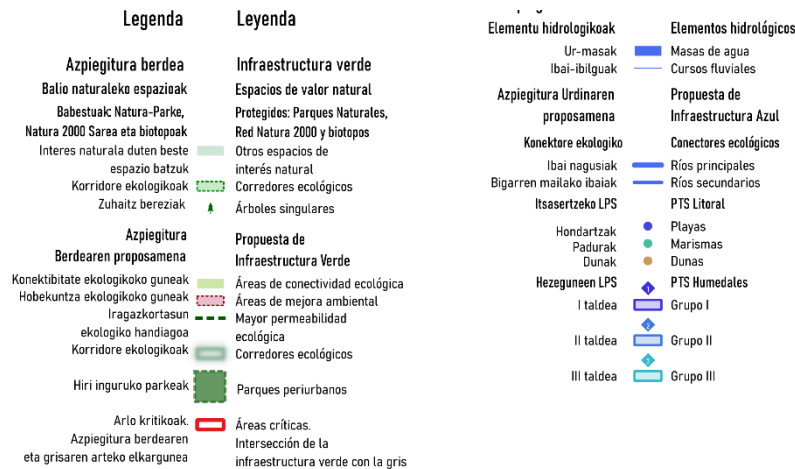 Legenda Leyenda
Azpiegitura berdea Infraestructura verde
Balio naturaleko espazioak Espacios de valor natural
Babestuak: Natura-Parke, Protegidos: Parques Naturales,
Natura 2000 Sarea eta biotopoak Red Natura 2000 y biotopos
Interes naturala duten beste Otros espacios de
espazio batzuk interés natural
Korridore ekologikoak Corredores ecológicos
Zuhaitz bereziak Árboles singulares
Azpiegitura Propuesta de
Berdearen proposamena Infraestructura Verde
Konektibitate ekologikoko guneak Áreas de conectividad ecológica
Hobekuntza ekologikoko guneak Áreas de mejora ambiental
Iragazkortasun Mayor permeabilidad
ekologiko handiagoa ecológica
Korridore ekologikoak Corredores ecológicos
Hiri inguruko parkeak Parques periurbanos
Arlo kritikoak. Áreas críticas.
Azpiegitura berdearen Intersección de la
eta grisaren arteko elkargunea infraestructura verde con la gris
Elementu hidrologikoak Elementos hidrológicos
Ur-masak Masas de agua
Ibai-ibilguak Cursos fluviales
Azpiegitura Urdinaren Propuesta de
proposamena Infraestructura Azul
Konektore ekologiko Conectores ecológicos
Ibai nagusiak Ríos principales
Bigarren mailako ibaiak Ríos secundarios
Itsasertzeko LPS PTS Litoral
Hondartzak Playas
Padurak Marismas
Dunak Dunas
Hezeguneen LPS 1 PTS Humedales
I taldea Grupo I
2
II taldea Grupo II
III taldea Grupo III